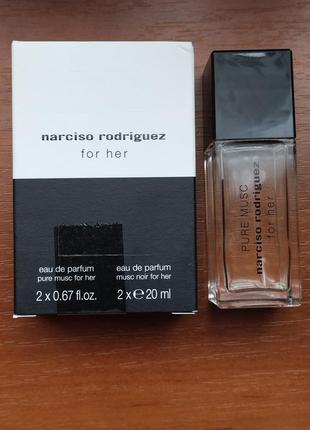 narciso rodriguez
for her
eau de parfum
pure musc for her
eau de parfum
musc noir for her
2 x 0.67 fl.oz.
2 x ℮ 20 ml
PURE MUSC
narciso rodriguez
for her